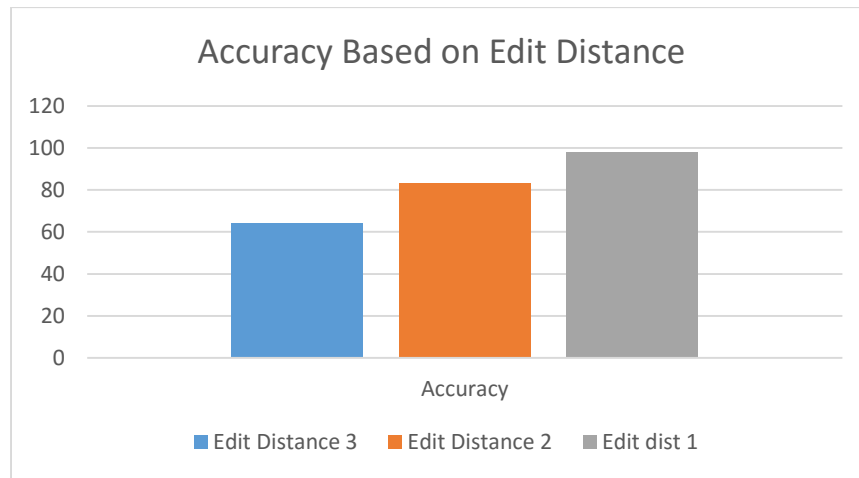 Accuracy Based on Edit Distance
120
100
80
60
40
20
0
Accuracy
Edit Distance 3 Edit Distance 2 Edit dist 1